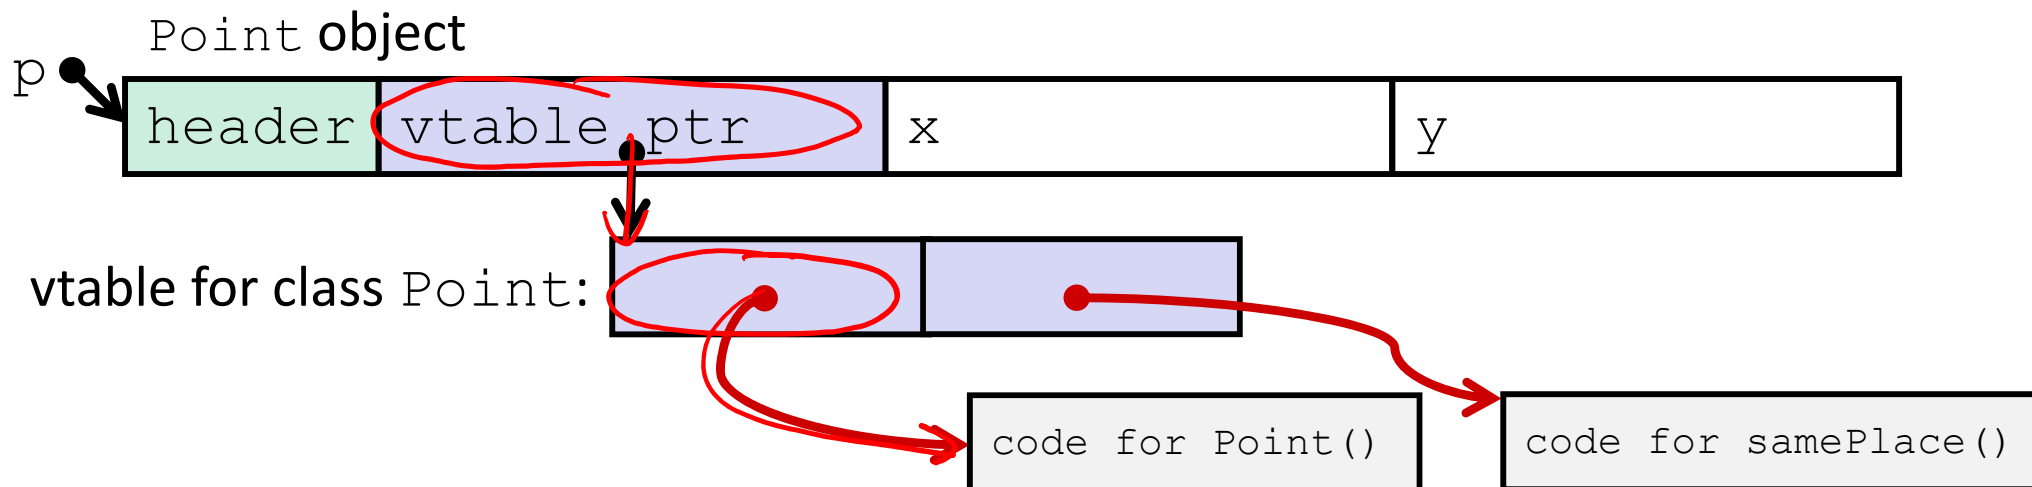 Point object
p
header vtable ptr x y
vtable for class Point:
code for Point() code for samePlace()